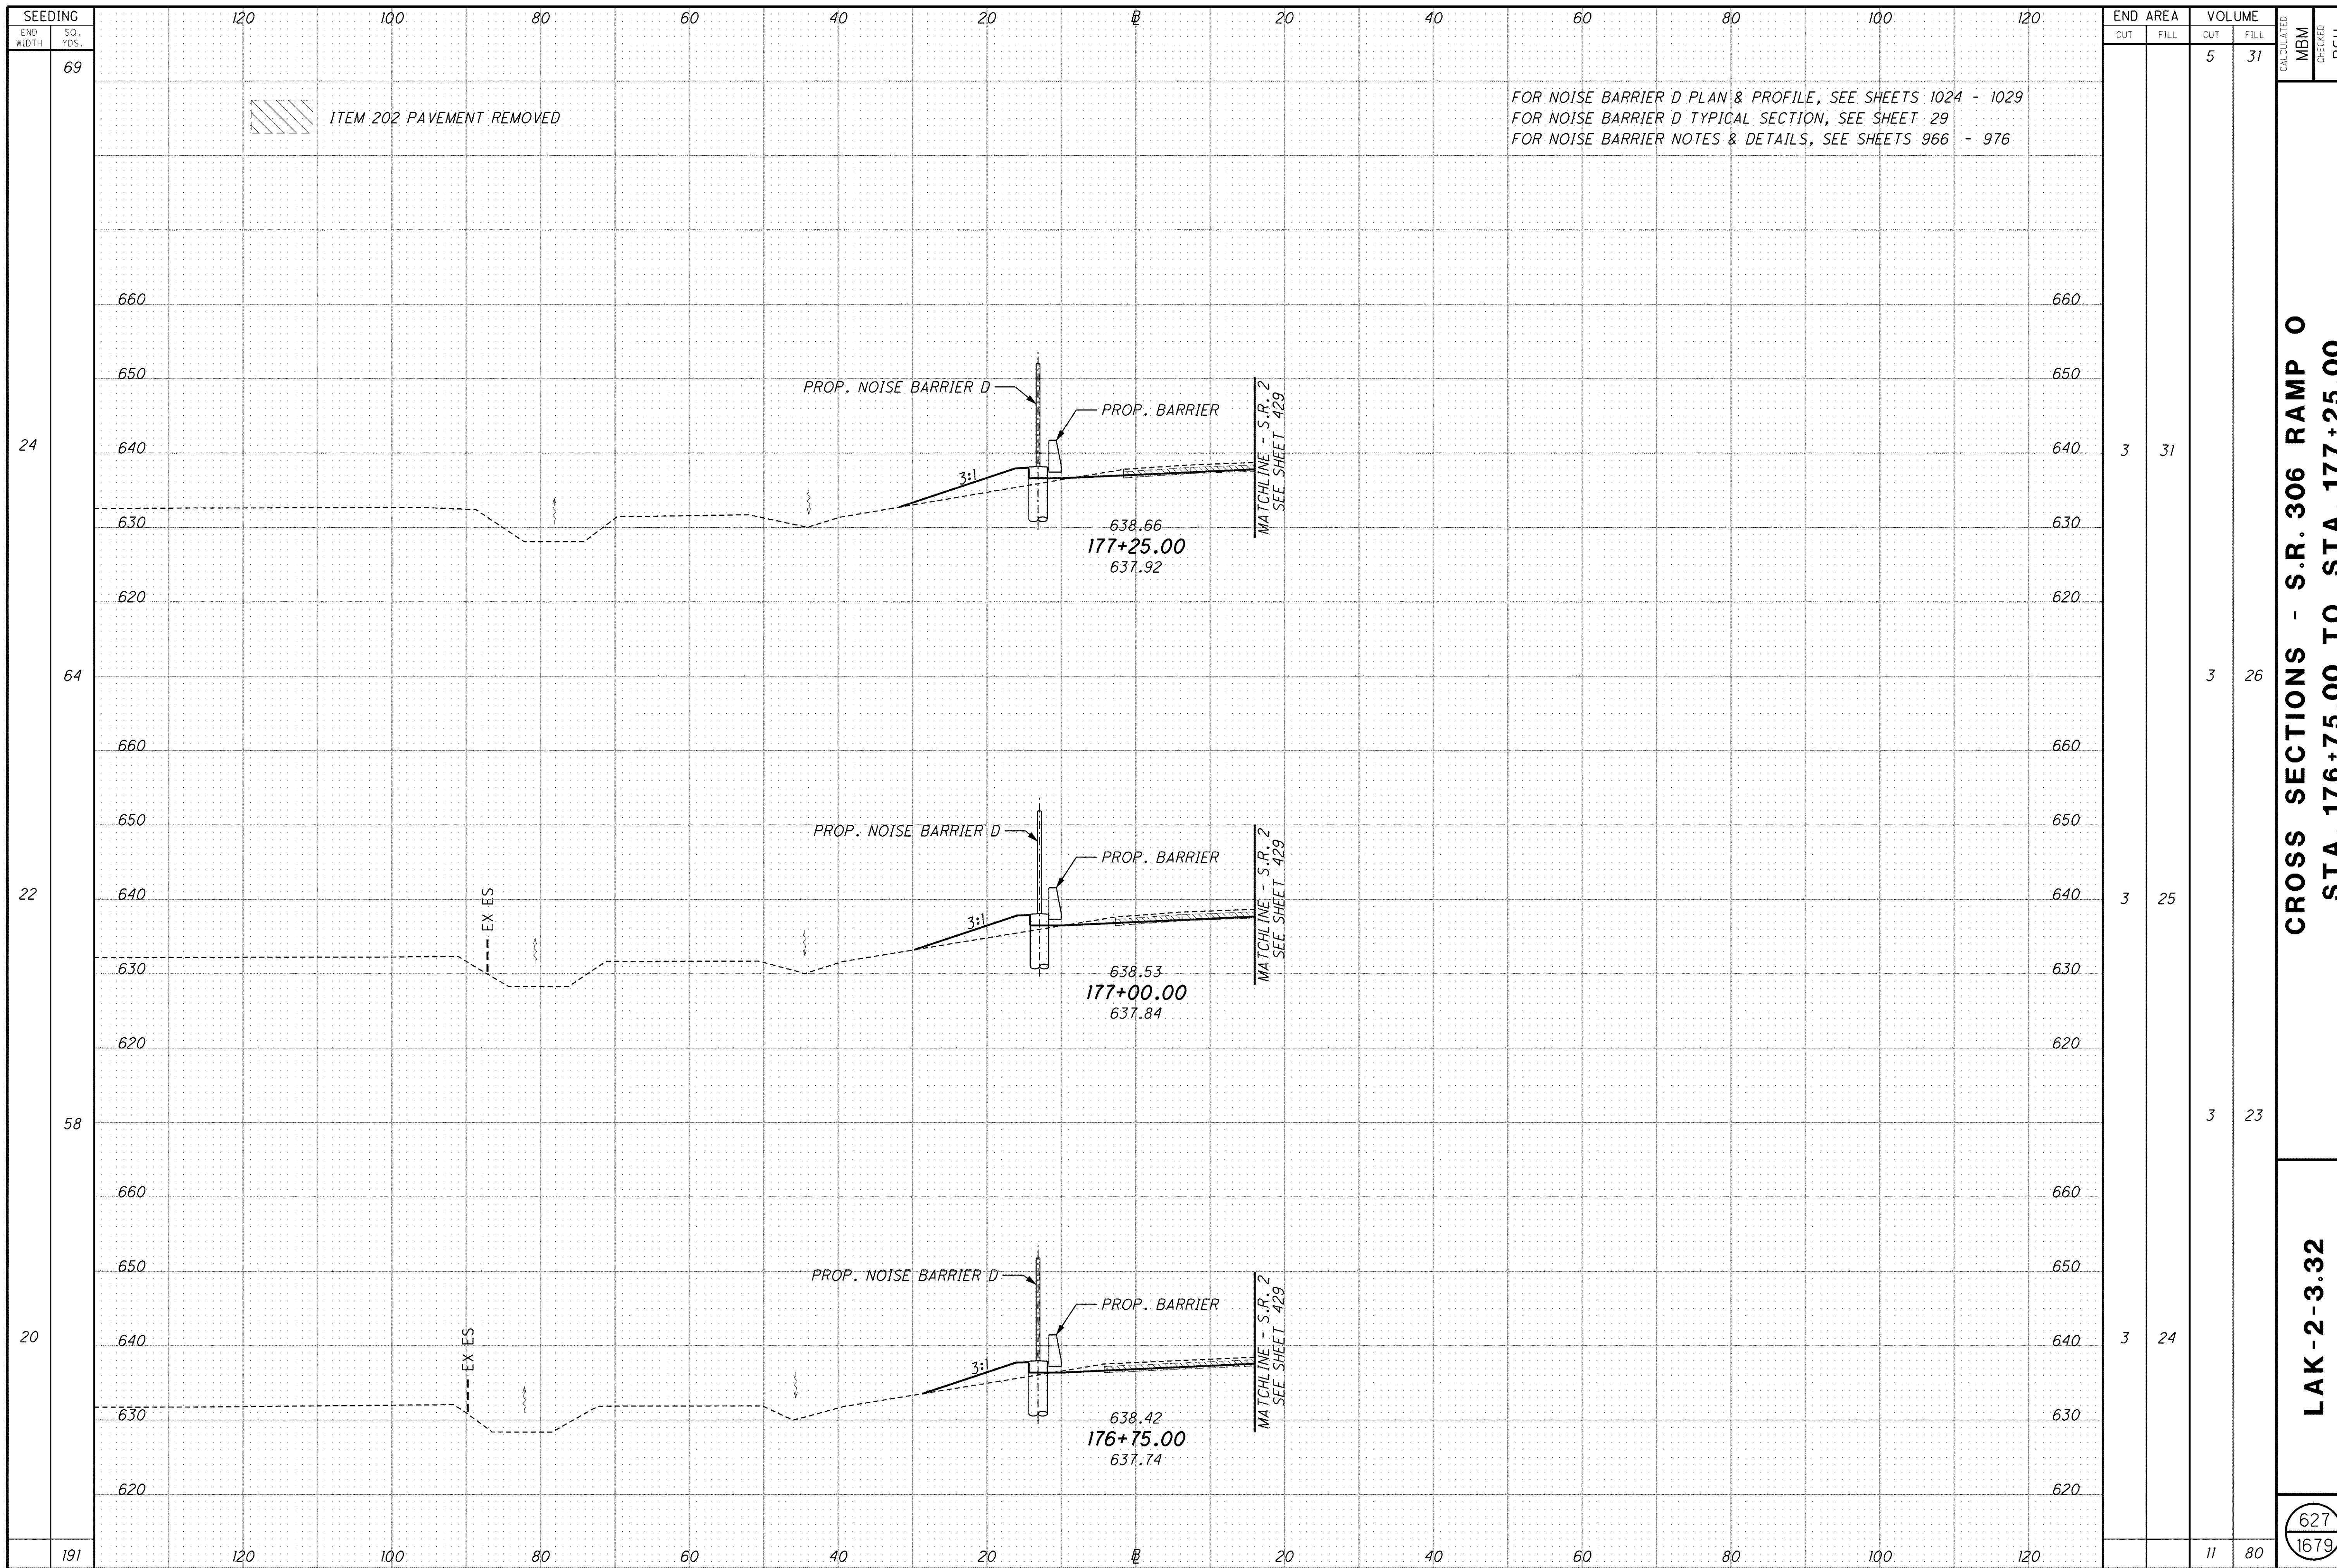 SEEDING
END WIDTH
SQ. YDS.
120 100 80 60 40 20 ℄ 20 40 60 80 100 120
END AREA
VOLUME
CUT FILL CUT FILL
CALCULATED
MBM
CHECKED
69
5 31
ITEM 202 PAVEMENT REMOVED
FOR NOISE BARRIER D PLAN & PROFILE, SEE SHEETS 1024 - 1029
FOR NOISE BARRIER D TYPICAL SECTION, SEE SHEET 29
FOR NOISE BARRIER NOTES & DETAILS, SEE SHEETS 966 - 976
660 660
650 650
PROP. NOISE BARRIER D
PROP. BARRIER
MATCHLINE - S.R. 2
SEE SHEET 429
24
640 640
3 31
3:1
630 630
638.66
177+25.00
637.92
620 620
64
3 26
660 660
650 650
PROP. NOISE BARRIER D
PROP. BARRIER
MATCHLINE - S.R. 2
SEE SHEET 429
22
640 640
3 25
EX ES
3:1
630 630
638.53
177+00.00
637.84
620 620
58
3 23
660 660
650 650
PROP. NOISE BARRIER D
PROP. BARRIER
MATCHLINE - S.R. 2
SEE SHEET 429
20
640 640
3 24
EX ES
3:1
630 630
638.42
176+75.00
637.74
620 620
191
120 100 80 60 40 20 ℄ 20 40 60 80 100 120
11 80
CROSS SECTIONS - S.R. 306 RAMP O
STA. 176+75.00 TO STA. 177+25.00
LAK-2-3.32
627
1679